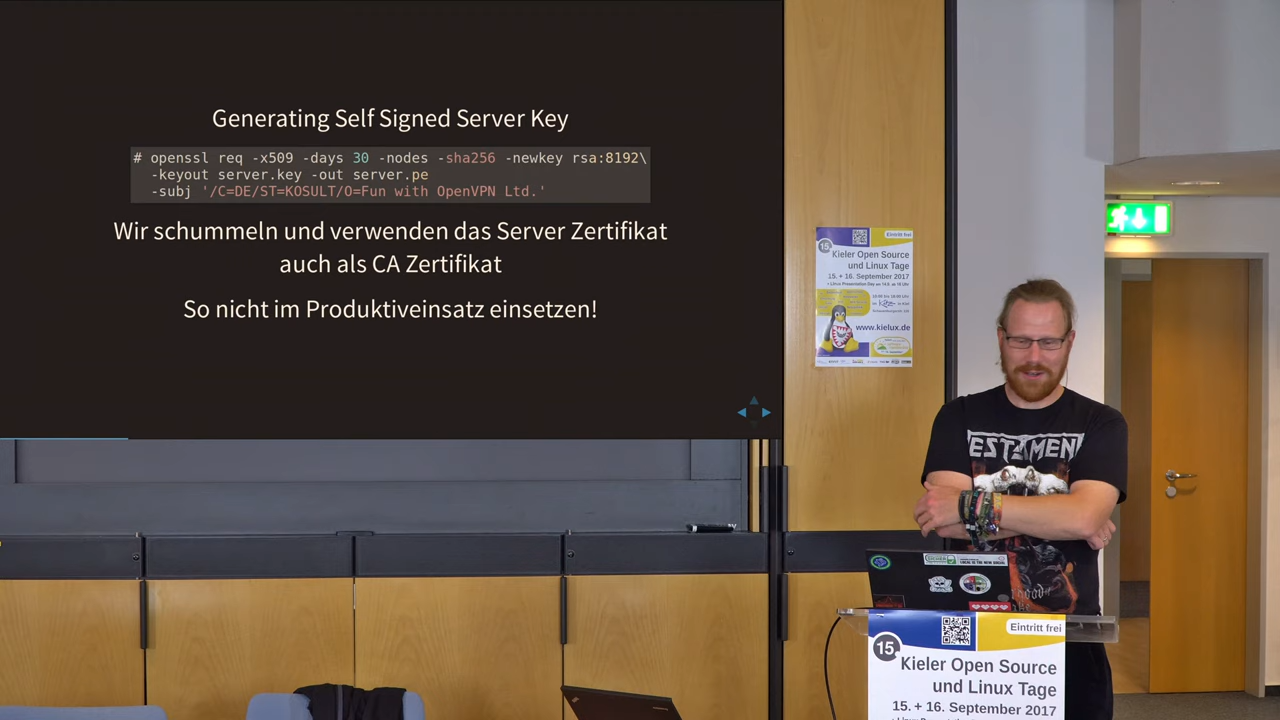 Generating Self Signed Server Key
# openssl req -x509 -days 30 -nodes -sha256 -newkey rsa:8192\
-keyout server.key -out server.pe
-subj '/C=DE/ST=KOSULT/O=Fun with OpenVPN Ltd.'
Wir schummeln und verwenden das Server Zertifikat
auch als CA Zertifikat
So nicht im Produktiveinsatz einsetzen!
Eintritt frei
15.
Kieler Open Source
und Linux Tage
15. + 16. September 2017
www.kielux.de
TESTAMENT
Eintritt frei
15.
Kieler Open Source
und Linux Tage
15. + 16. September 2017